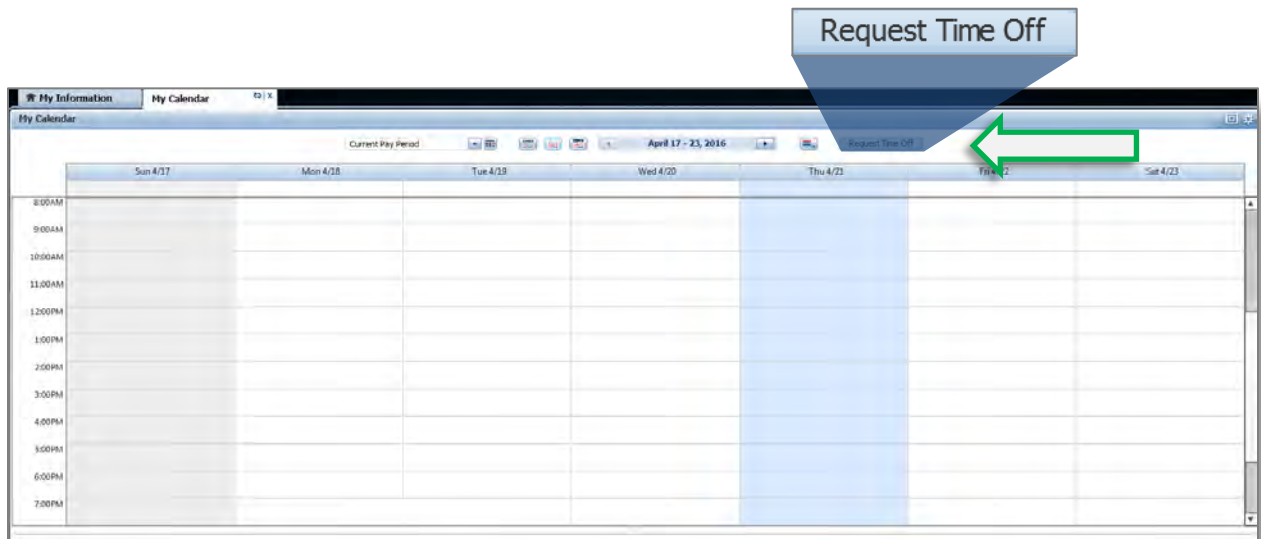 Request Time Off
My Information My Calendar
My Calendar
Current Pay Period April 17 - 23, 2016 Request Time Off
Sun 4/17 Mon 4/18 Tue 4/19 Wed 4/20 Thu 4/21 Fri 4/22 Sat 4/23
8:00AM
9:00AM
10:00AM
11:00AM
12:00PM
1:00PM
2:00PM
3:00PM
4:00PM
5:00PM
6:00PM
7:00PM